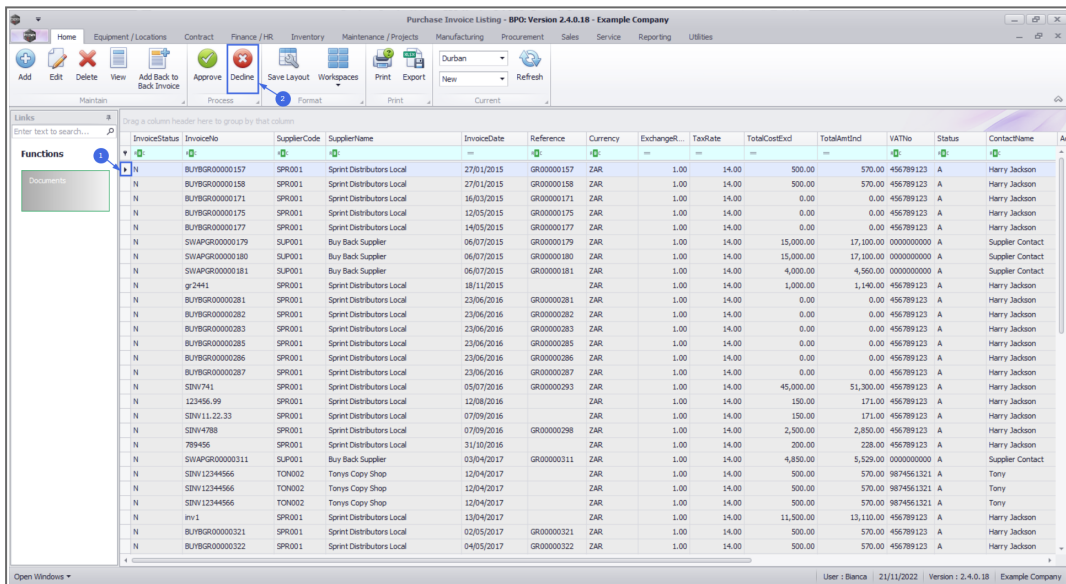 Purchase Invoice Listing - BPO: Version 2.4.0.18 - Example Company
Home Equipment / Locations Contract Finance / HR Inventory Maintenance / Projects Manufacturing Procurement Sales Service Reporting Utilities
Add Edit Delete View Add Back to Back Invoice Approve Decline Save Layout Workspaces Print Export Durban New Refresh
Maintain Process 2 Format Print Current
Links Drag a column header here to group by that column
Enter text to search... InvoiceStatus InvoiceNo SupplierCode SupplierName InvoiceDate Reference Currency ExchangeR... TaxRate TotalCostExcl TotalAmtIncl VATNo Status ContactName
Functions 1
Documents
N BUYBGR00000157 SPR001 Sprint Distributors Local 27/01/2015 GR00000157 ZAR 1.00 14.00 500.00 570.00 456789123 A Harry Jackson
N BUYBGR00000158 SPR001 Sprint Distributors Local 27/01/2015 GR00000158 ZAR 1.00 14.00 500.00 570.00 456789123 A Harry Jackson
N BUYBGR00000171 SPR001 Sprint Distributors Local 16/03/2015 GR00000171 ZAR 1.00 14.00 0.00 0.00 456789123 A Harry Jackson
N BUYBGR00000175 SPR001 Sprint Distributors Local 12/05/2015 GR00000175 ZAR 1.00 14.00 0.00 0.00 456789123 A Harry Jackson
N BUYBGR00000177 SPR001 Sprint Distributors Local 14/05/2015 GR00000177 ZAR 1.00 14.00 0.00 0.00 456789123 A Harry Jackson
N SWAPGR00000179 SUP001 Buy Back Supplier 06/07/2015 GR00000179 ZAR 1.00 14.00 15,000.00 17,100.00 0000000000 A Supplier Contact
N SWAPGR00000180 SUP001 Buy Back Supplier 06/07/2015 GR00000180 ZAR 1.00 14.00 15,000.00 17,100.00 0000000000 A Supplier Contact
N SWAPGR00000181 SUP001 Buy Back Supplier 06/07/2015 GR00000181 ZAR 1.00 14.00 4,000.00 4,560.00 0000000000 A Supplier Contact
N gr2441 SPR001 Sprint Distributors Local 18/11/2015 ZAR 1.00 14.00 1,000.00 1,140.00 456789123 A Harry Jackson
N BUYBGR00000281 SPR001 Sprint Distributors Local 23/06/2016 GR00000281 ZAR 1.00 14.00 0.00 0.00 456789123 A Harry Jackson
N BUYBGR00000282 SPR001 Sprint Distributors Local 23/06/2016 GR00000282 ZAR 1.00 14.00 0.00 0.00 456789123 A Harry Jackson
N BUYBGR00000283 SPR001 Sprint Distributors Local 23/06/2016 GR00000283 ZAR 1.00 14.00 0.00 0.00 456789123 A Harry Jackson
N BUYBGR00000285 SPR001 Sprint Distributors Local 23/06/2016 GR00000285 ZAR 1.00 14.00 0.00 0.00 456789123 A Harry Jackson
N BUYBGR00000286 SPR001 Sprint Distributors Local 23/06/2016 GR00000286 ZAR 1.00 14.00 0.00 0.00 456789123 A Harry Jackson
N BUYBGR00000287 SPR001 Sprint Distributors Local 23/06/2016 GR00000287 ZAR 1.00 14.00 0.00 0.00 456789123 A Harry Jackson
N SINV741 SPR001 Sprint Distributors Local 05/07/2016 GR00000293 ZAR 1.00 14.00 45,000.00 51,300.00 456789123 A Harry Jackson
N 123456.99 SPR001 Sprint Distributors Local 12/08/2016 ZAR 1.00 14.00 150.00 171.00 456789123 A Harry Jackson
N SINV11.22.33 SPR001 Sprint Distributors Local 07/09/2016 ZAR 1.00 14.00 150.00 171.00 456789123 A Harry Jackson
N SINV4788 SPR001 Sprint Distributors Local 07/09/2016 GR00000298 ZAR 1.00 14.00 2,500.00 2,850.00 456789123 A Harry Jackson
N 789456 SPR001 Sprint Distributors Local 31/10/2016 ZAR 1.00 14.00 200.00 228.00 456789123 A Harry Jackson
N SWAPGR00000311 SUP001 Buy Back Supplier 03/04/2017 GR00000311 ZAR 1.00 14.00 4,850.00 5,529.00 0000000000 A Supplier Contact
N SINV12344566 TON002 Tonys Copy Shop 12/04/2017 ZAR 1.00 14.00 500.00 570.00 9874561321 A Tony
N SINV12344566 TON002 Tonys Copy Shop 12/04/2017 ZAR 1.00 14.00 500.00 570.00 9874561321 A Tony
N SINV12344566 TON002 Tonys Copy Shop 12/04/2017 ZAR 1.00 14.00 500.00 570.00 9874561321 A Tony
N inv1 SPR001 Sprint Distributors Local 13/04/2017 ZAR 1.00 14.00 11,500.00 13,110.00 456789123 A Harry Jackson
N BUYBGR00000321 SPR001 Sprint Distributors Local 02/05/2017 GR00000321 ZAR 1.00 14.00 500.00 570.00 456789123 A Harry Jackson
N BUYBGR00000322 SPR001 Sprint Distributors Local 04/05/2017 GR00000322 ZAR 1.00 14.00 500.00 570.00 456789123 A Harry Jackson
Open Windows User : Bianca 21/11/2022 Version : 2.4.0.18 Example Company